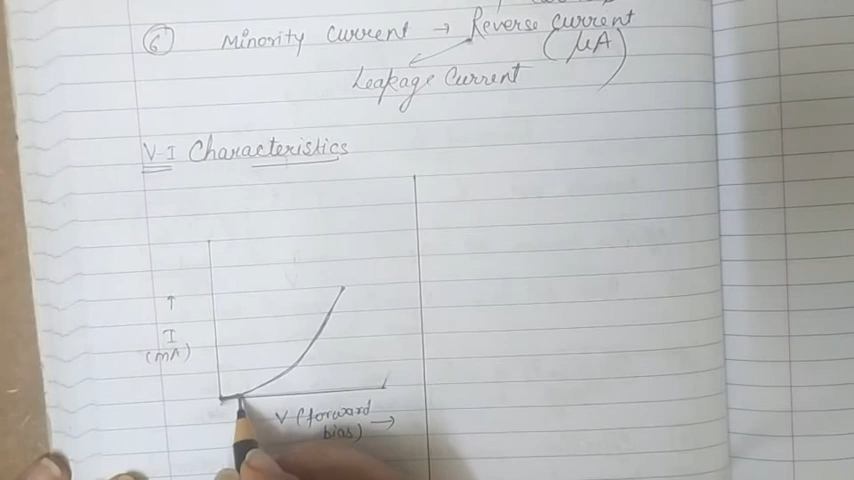 6 Minority Current → Reverse current
(μA)
Leakage Current
V-I Characteristics
↑
I
(mA)
V (forward
bias) →